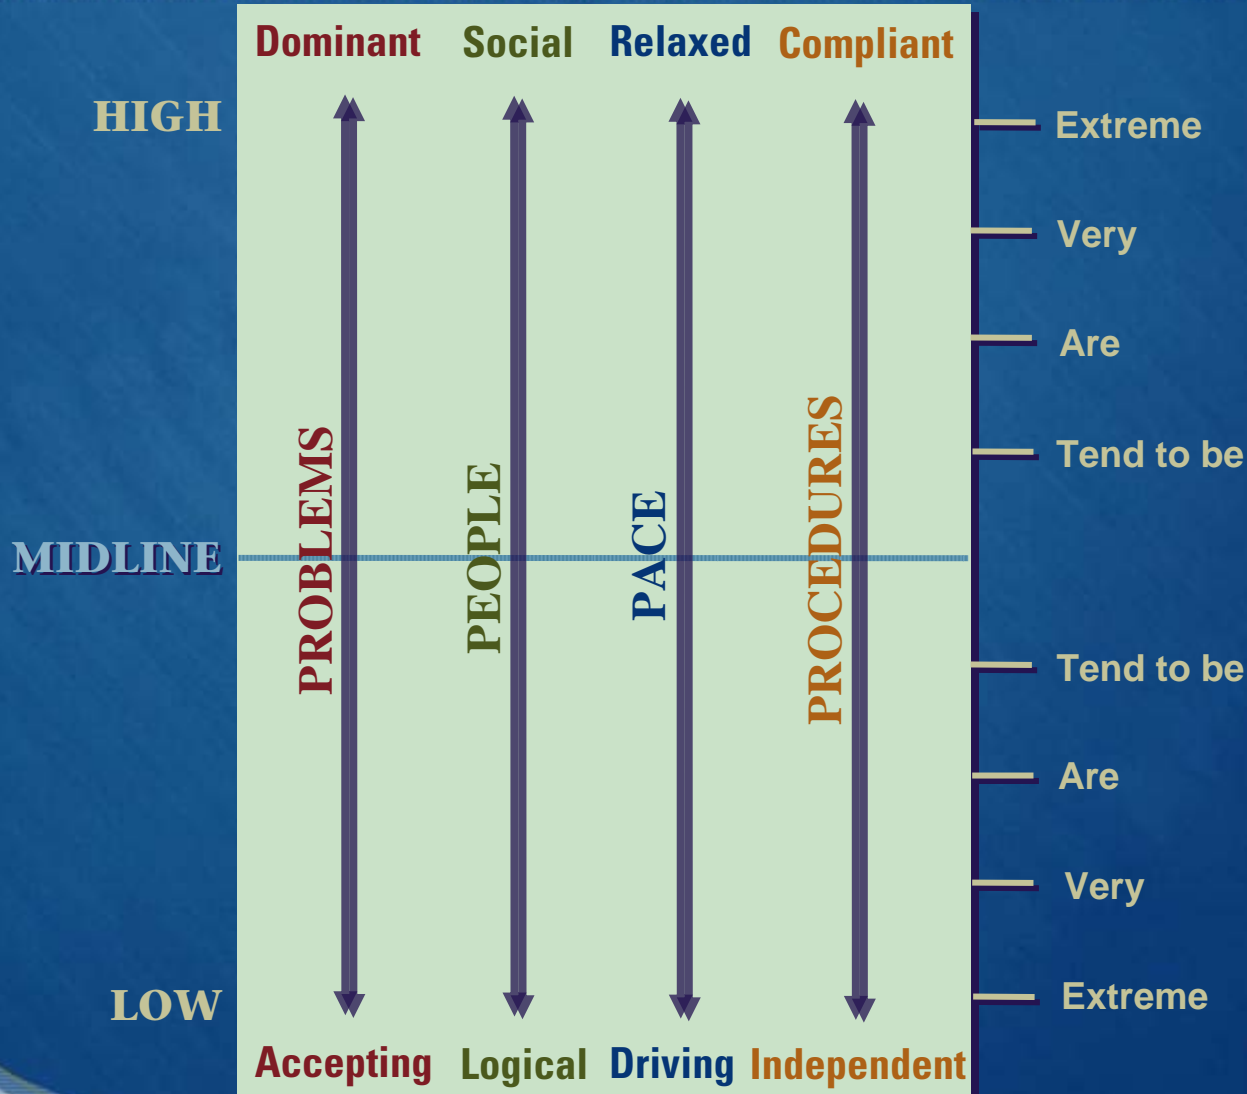 Dominant Social Relaxed Compliant
HIGH
Extreme
Very
Are
Tend to be
PROBLEMS
PEOPLE
PACE
PROCEDURES
MIDLINE
Tend to be
Are
Very
LOW
Extreme
Accepting Logical Driving Independent